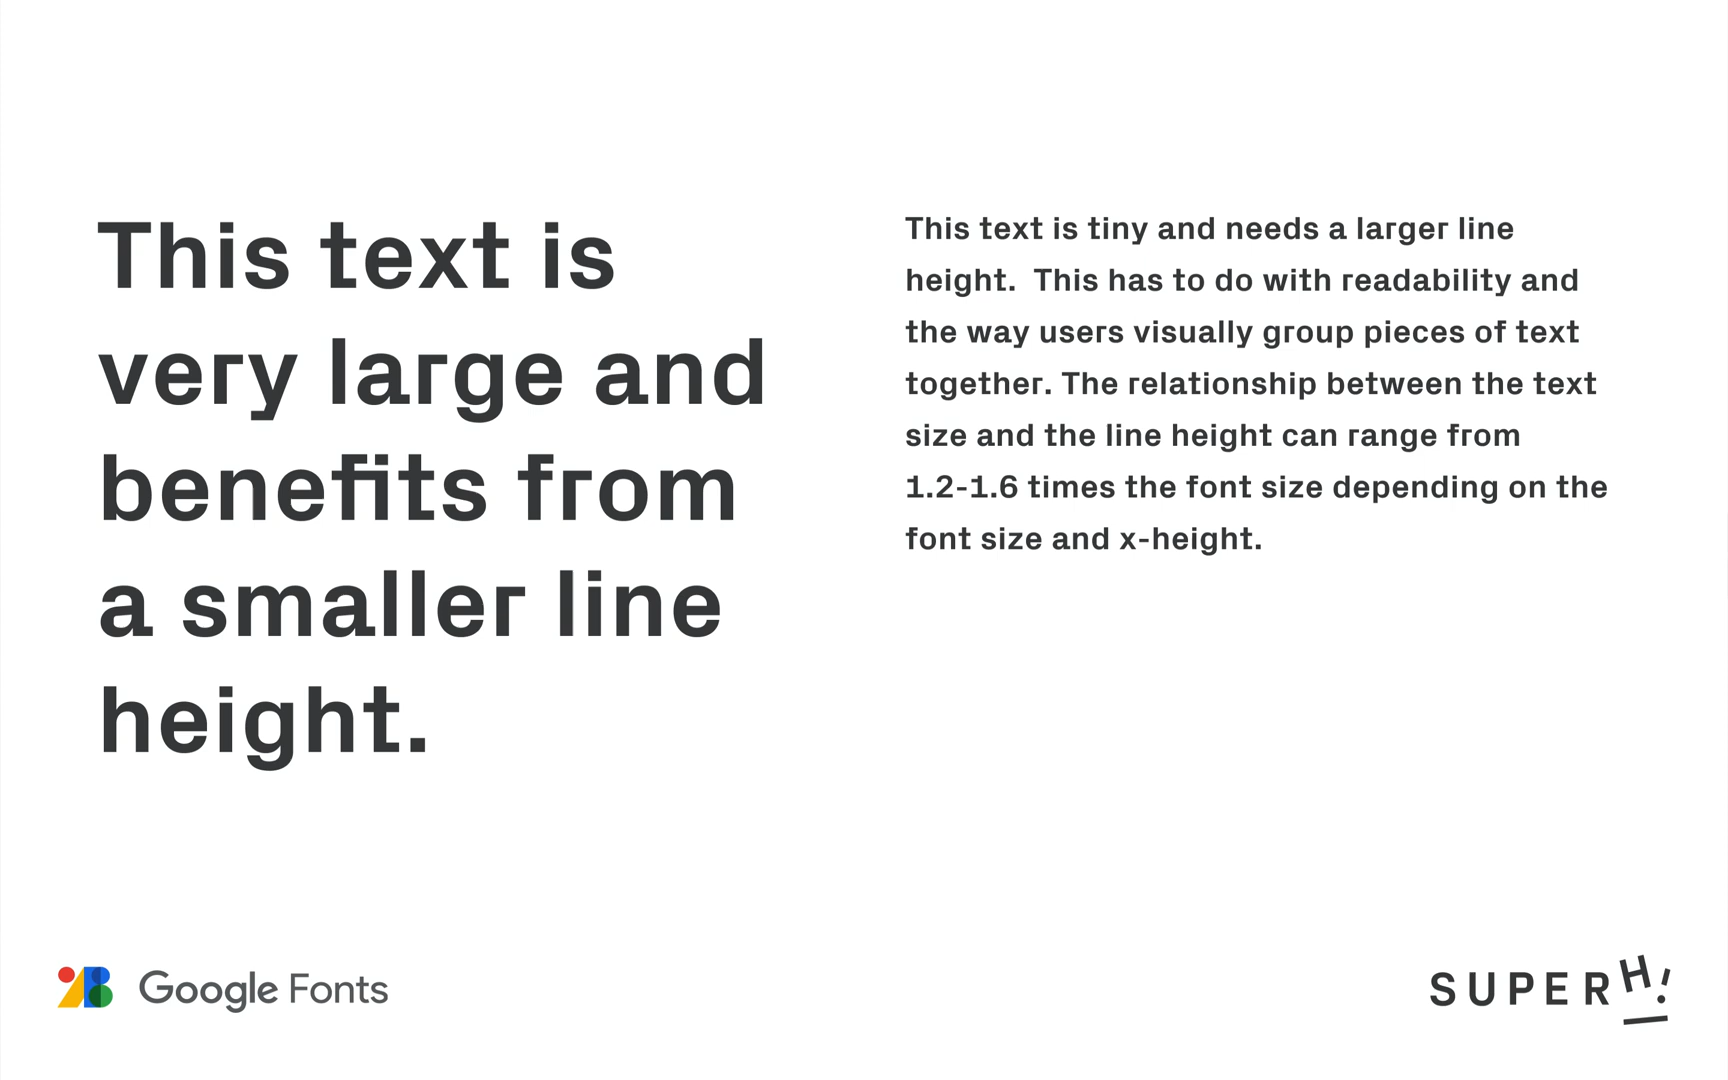 This text is
very large and
benefits from
a smaller line
height.
This text is tiny and needs a larger line
height.  This has to do with readability and
the way users visually group pieces of text
together. The relationship between the text
size and the line height can range from
1.2-1.6 times the font size depending on the
font size and x-height.
Google Fonts
SUPERH!